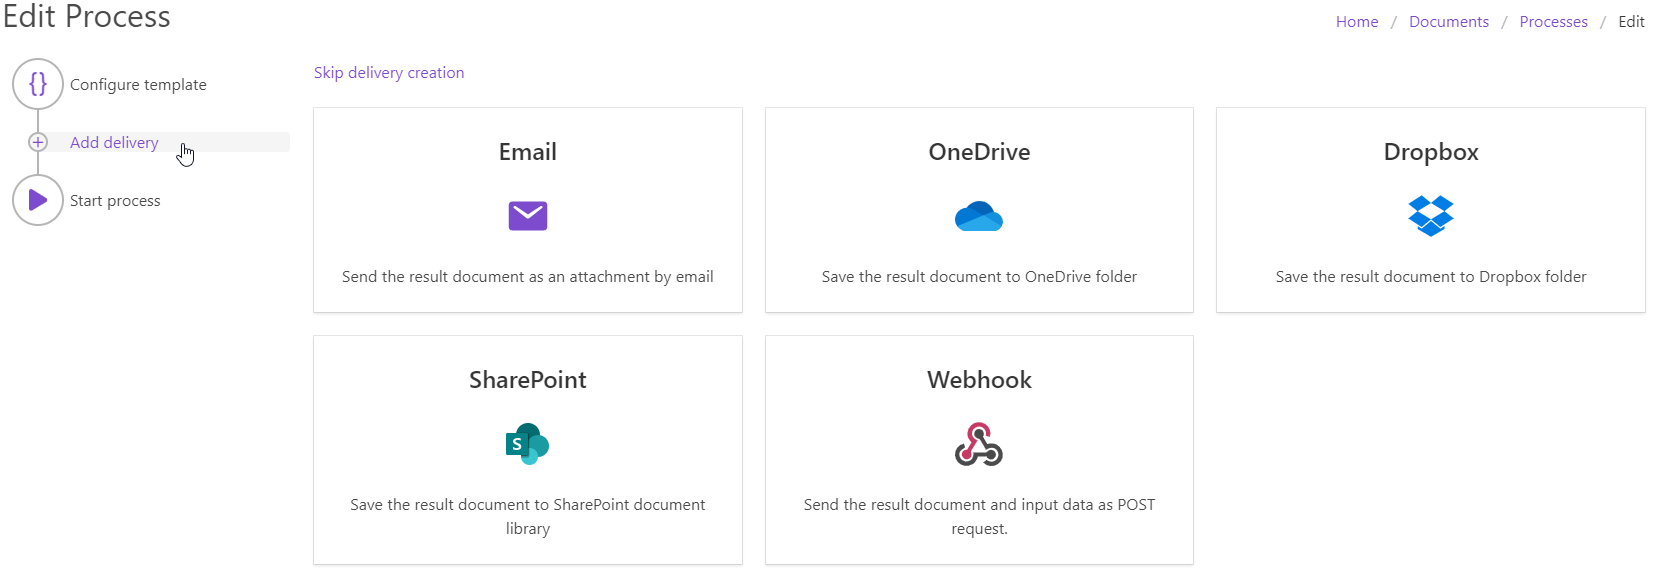 Edit Process
Home / Documents / Processes / Edit
{} Configure template
Add delivery
Start process
Skip delivery creation
Email
Send the result document as an attachment by email
OneDrive
Save the result document to OneDrive folder
Dropbox
Save the result document to Dropbox folder
SharePoint
S
Save the result document to SharePoint document
library
Webhook
Send the result document and input data as POST
request.